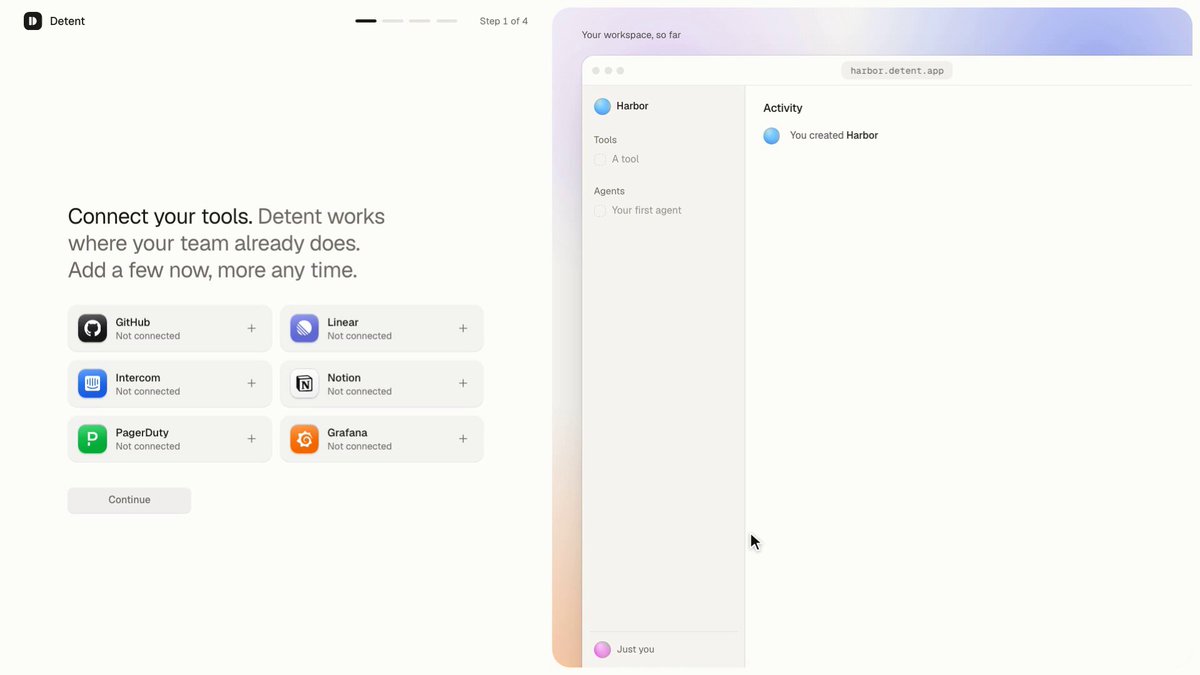 Detent
Step 1 of 4
Connect your tools. Detent works
where your team already does.
Add a few now, more any time.
GitHub
Not connected
Linear
Not connected
Intercom
Not connected
Notion
Not connected
PagerDuty
Not connected
Grafana
Not connected
Continue
Your workspace, so far
harbor.detent.app
Harbor
Tools
A tool
Agents
Your first agent
Just you
Activity
You created Harbor